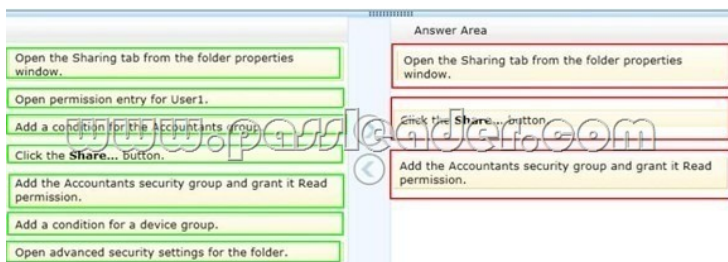 Answer Area
Open the Sharing tab from the folder properties
window.
Open permission entry for User1.
Add a condition for the Accountants group.
Click the Share... button.
Add the Accountants security group and grant it Read
permission.
Add a condition for a device group.
Open advanced security settings for the folder.
Open the Sharing tab from the folder properties
window.
Click the Share... button.
Add the Accountants security group and grant it Read
permission.
www.passleader.com